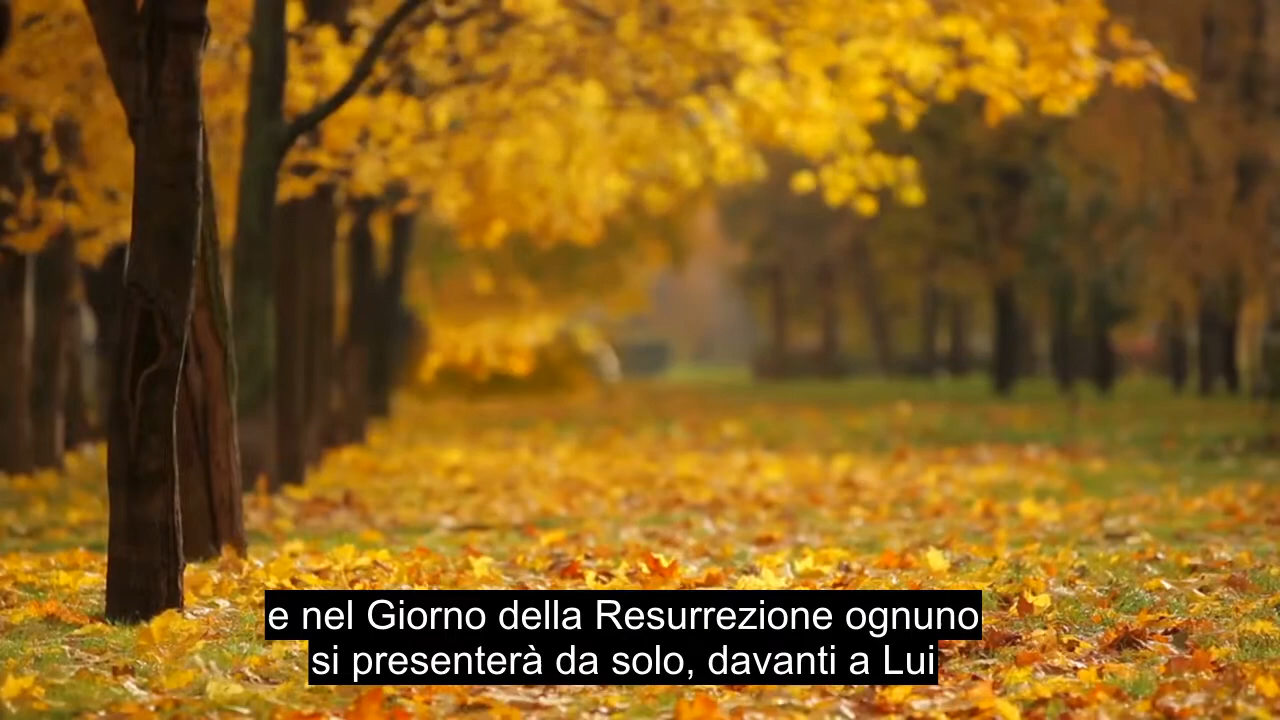 e nel Giorno della Resurrezione ognuno
si presenterà da solo, davanti a Lui